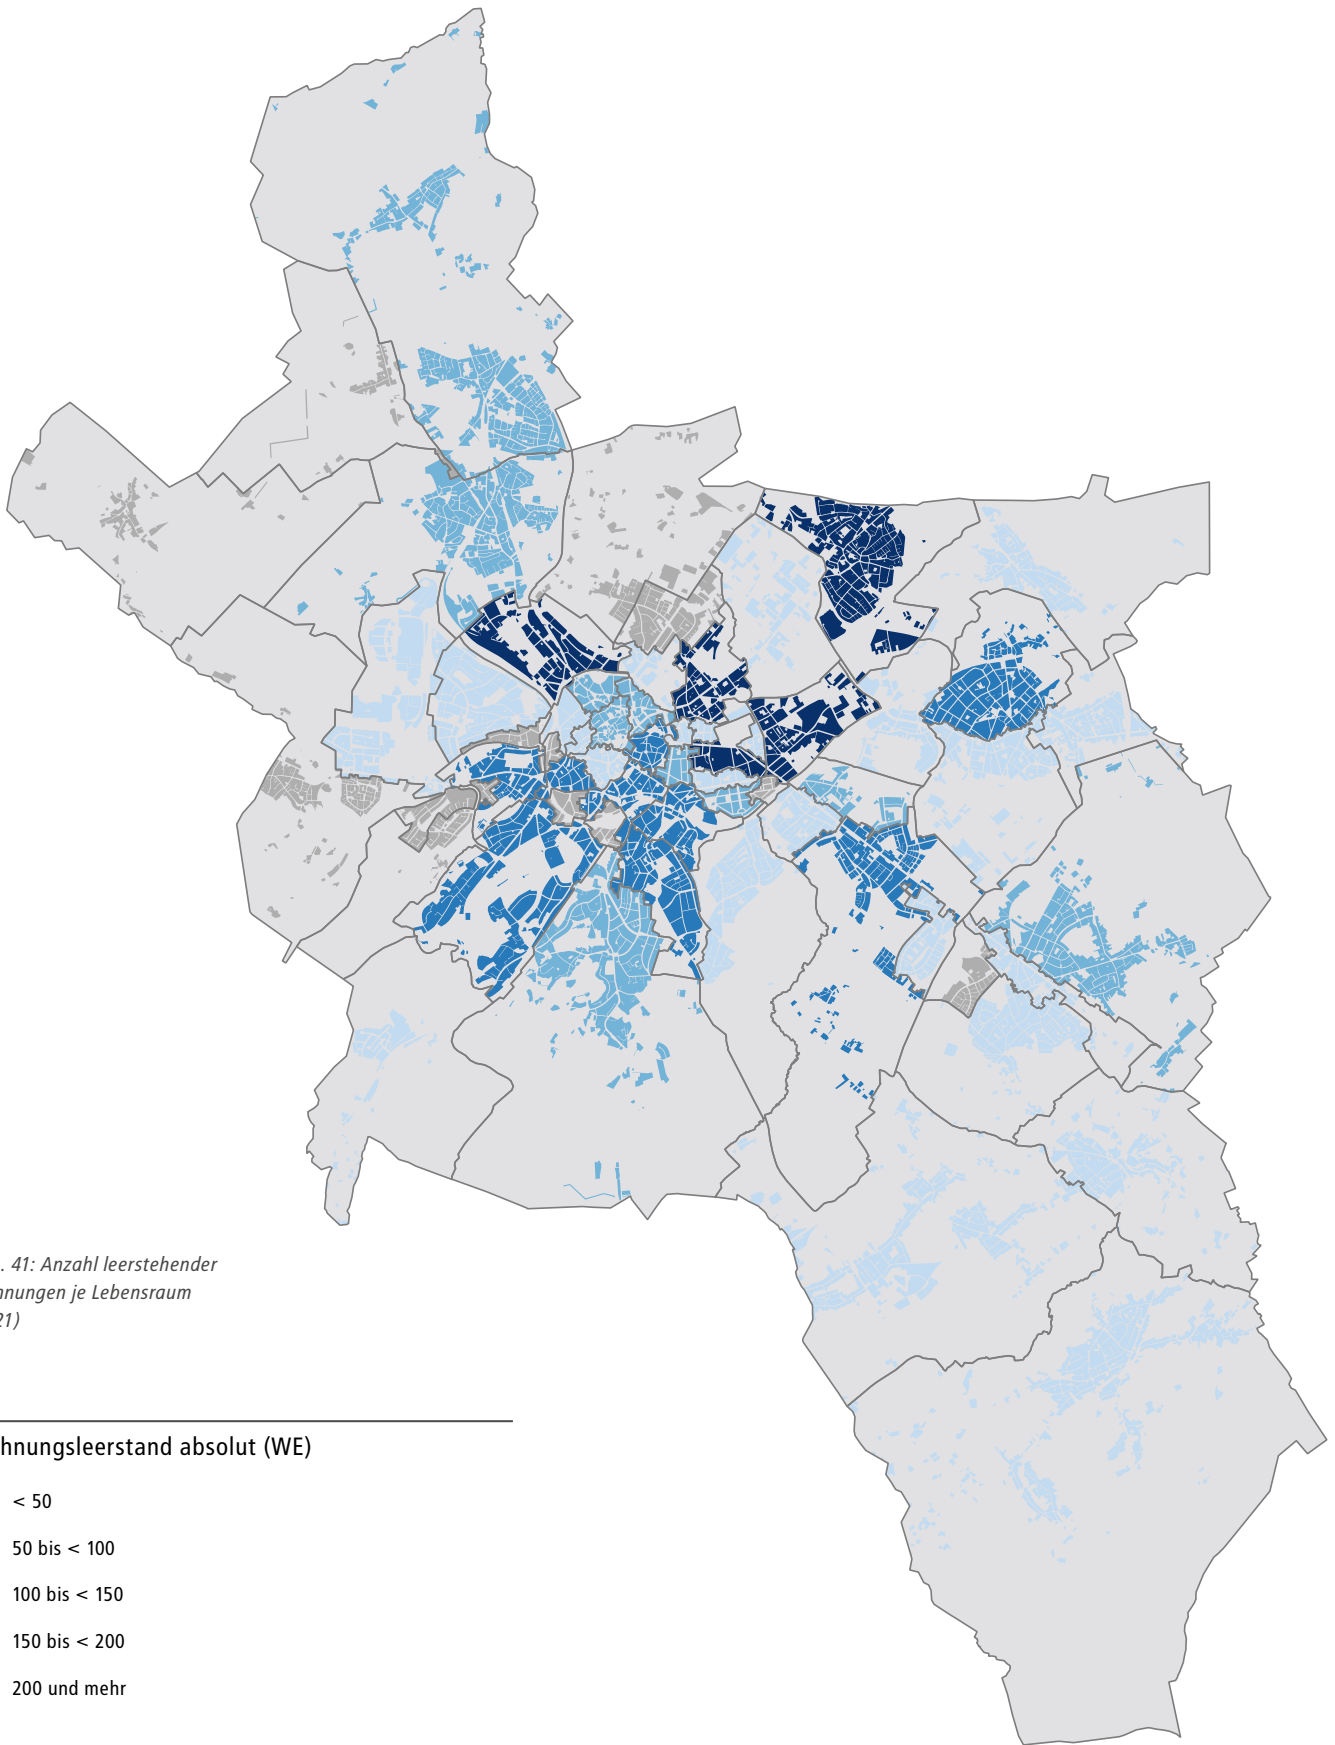 . 41: Anzahl leerstehender
hnungen je Lebensraum
21)
hnungsleerstand absolut (WE)
< 50
50 bis < 100
100 bis < 150
150 bis < 200
200 und mehr